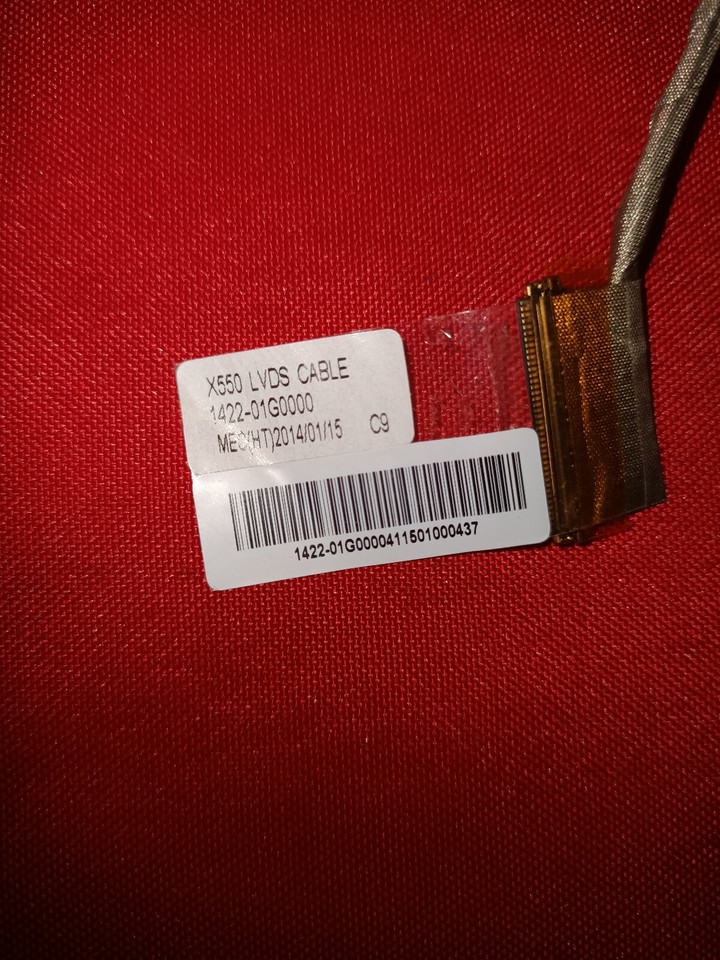 X550 LVDS CABLE
1422-01G0000
MEC(HT)2014/01/15 C9
1422-01G0000411501000437